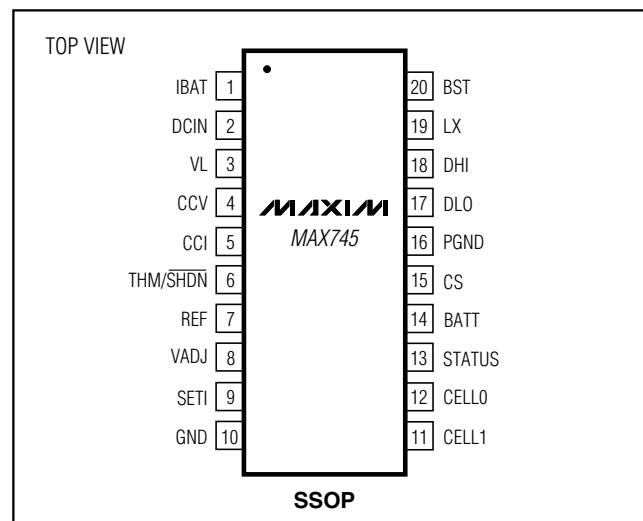 TOP VIEW
IBAT 1
DCIN 2
VL 3
CCV 4
CCI 5
THM/S̅H̅D̅N̅ 6
REF 7
VADJ 8
SETI 9
GND 10
MAXIM
MAX745
20 BST
19 LX
18 DHI
17 DLO
16 PGND
15 CS
14 BATT
13 STATUS
12 CELL0
11 CELL1
SSOP